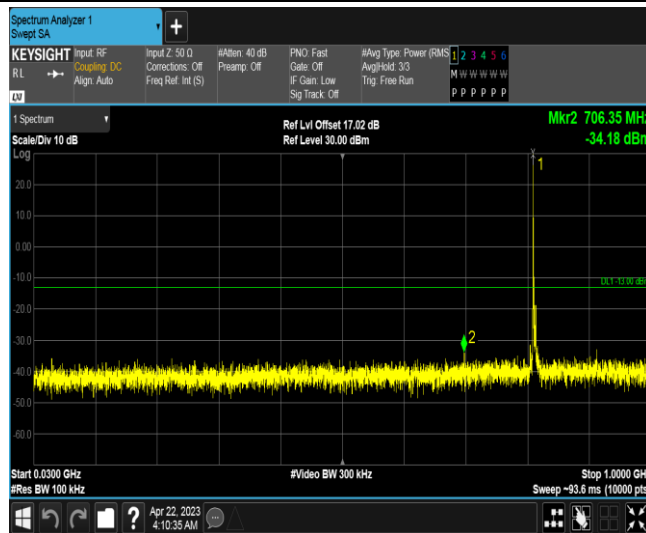 Spectrum Analyzer 1
Swept SA
KEYSIGHT
RL
Input: RF
Coupling: DC
Align: Auto
Input Z: 50 Ω
Corrections: Off
Freq Ref: Int (S)
#Atten: 40 dB
Preamp: Off
PNO: Fast
Gate: Off
IF Gain: Low
Sig Track: Off
#Avg Type: Power (RMS
Avg|Hold: 3/3
Trig: Free Run
1 2 3 4 5 6
M W W W W W
P P P P P P
1 Spectrum
Scale/Div 10 dB
Log
Ref Lvl Offset 17.02 dB
Ref Level 30.00 dBm
Mkr2 706.35 MHz
-34.18 dBm
1
20.0
10.0
0.00
-10.0
DL1 -13.00 dBm
-20.0
-30.0
2
-40.0
-50.0
-60.0
Start 0.0300 GHz
#Res BW 100 kHz
#Video BW 300 kHz
Stop 1.0000 GH
Sweep ~93.6 ms (10000 pts
?
Apr 22, 2023
4:10:35 AM